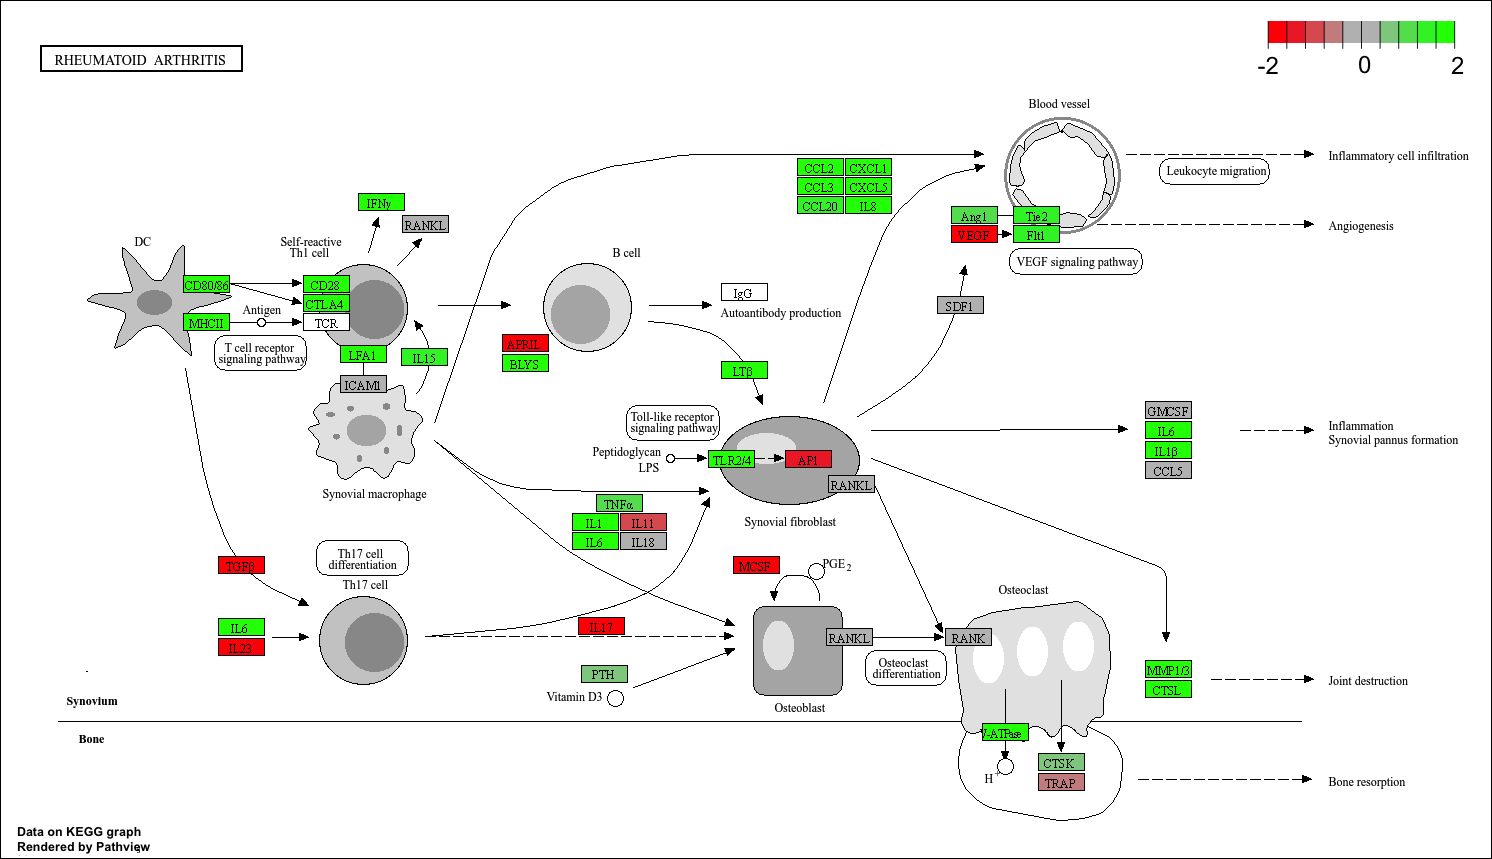 RHEUMATOID ARTHRITIS
-2 0 2
Blood vessel
Inflammatory cell infiltration
Leukocyte migration
CCL2 CXCL1
CCL3 CXCL5
CCL20 IL8
IFNγ
RANKL
Ang1 Tie2
VEGF Flt1
Angiogenesis
VEGF signaling pathway
DC
Self-reactive
Th1 cell
B cell
CD80/86
CD28
CTLA4
Antigen
MHCII
TCR
T cell receptor
signaling pathway
LFA1
IL15
ICAM1
IgG
Autoantibody production
SDF1
APRIL
BLYS
LTβ
Toll-like receptor
signaling pathway
Peptidoglycan
LPS
TLR2/4
AP1
RANKL
Synovial fibroblast
GMCSF
IL6
IL1β
CCL5
Inflammation
Synovial pannus formation
Synovial macrophage
TNFα
IL1 IL11
IL6 IL18
TGFβ
Th17 cell
differentiation
Th17 cell
IL6
IL23
IL17
MCSF
PGE2
PTH
Vitamin D3
RANKL
RANK
Osteoclast
differentiation
Osteoblast
Osteoclast
MMP1/3
CTSL
Joint destruction
Synovium
Bone
V-ATPase
H+
CTSK
TRAP
Bone resorption
Data on KEGG graph
Rendered by Pathview